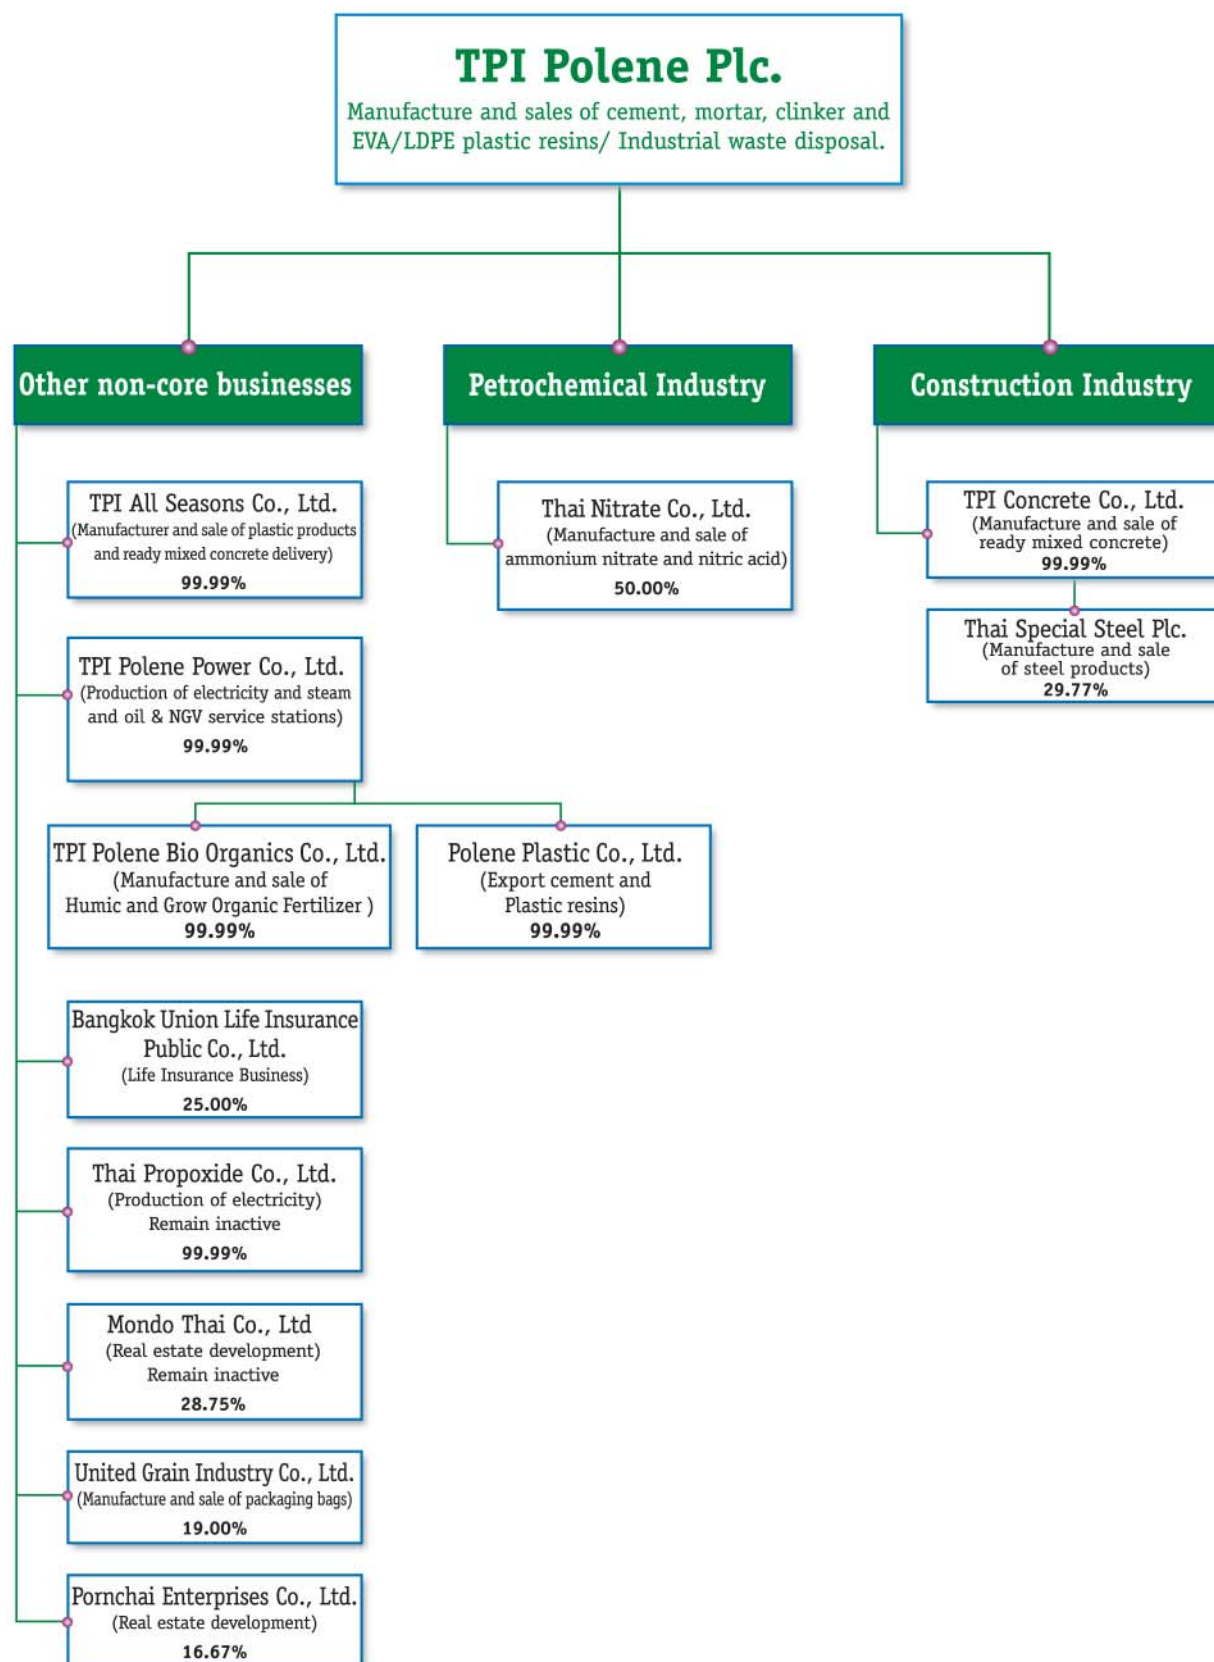 TPI Polene Plc.
Manufacture and sales of cement, mortar, clinker and
EVA/LDPE plastic resins/ Industrial waste disposal.
Other non-core businesses
Petrochemical Industry
Construction Industry
TPI All Seasons Co., Ltd.
(Manufacturer and sale of plastic products
and ready mixed concrete delivery)
99.99%
Thai Nitrate Co., Ltd.
(Manufacture and sale of
ammonium nitrate and nitric acid)
50.00%
TPI Concrete Co., Ltd.
(Manufacture and sale of
ready mixed concrete)
99.99%
Thai Special Steel Plc.
(Manufacture and sale
of steel products)
29.77%
TPI Polene Power Co., Ltd.
(Production of electricity and steam
and oil & NGV service stations)
99.99%
TPI Polene Bio Organics Co., Ltd.
(Manufacture and sale of
Humic and Grow Organic Fertilizer )
99.99%
Polene Plastic Co., Ltd.
(Export cement and
Plastic resins)
99.99%
Bangkok Union Life Insurance
Public Co., Ltd.
(Life Insurance Business)
25.00%
Thai Propoxide Co., Ltd.
(Production of electricity)
Remain inactive
99.99%
Mondo Thai Co., Ltd
(Real estate development)
Remain inactive
28.75%
United Grain Industry Co., Ltd.
(Manufacture and sale of packaging bags)
19.00%
Pornchai Enterprises Co., Ltd.
(Real estate development)
16.67%